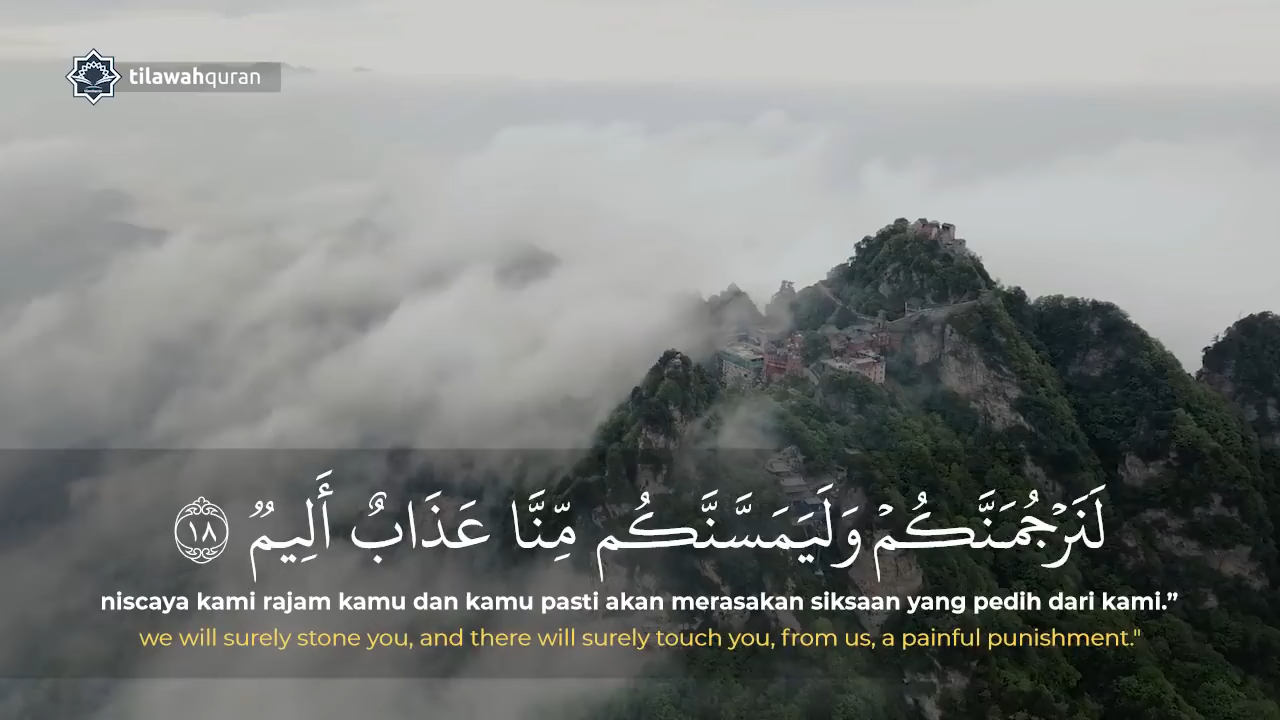 tilawahquran
لَنَرْجُمَنَّكُمْ وَلَيَمَسَّنَّكُم مِّنَّا عَذَابٌ أَلِيمٌ ١٨
niscaya kami rajam kamu dan kamu pasti akan merasakan siksaan yang pedih dari kami.”
we will surely stone you, and there will surely touch you, from us, a painful punishment."